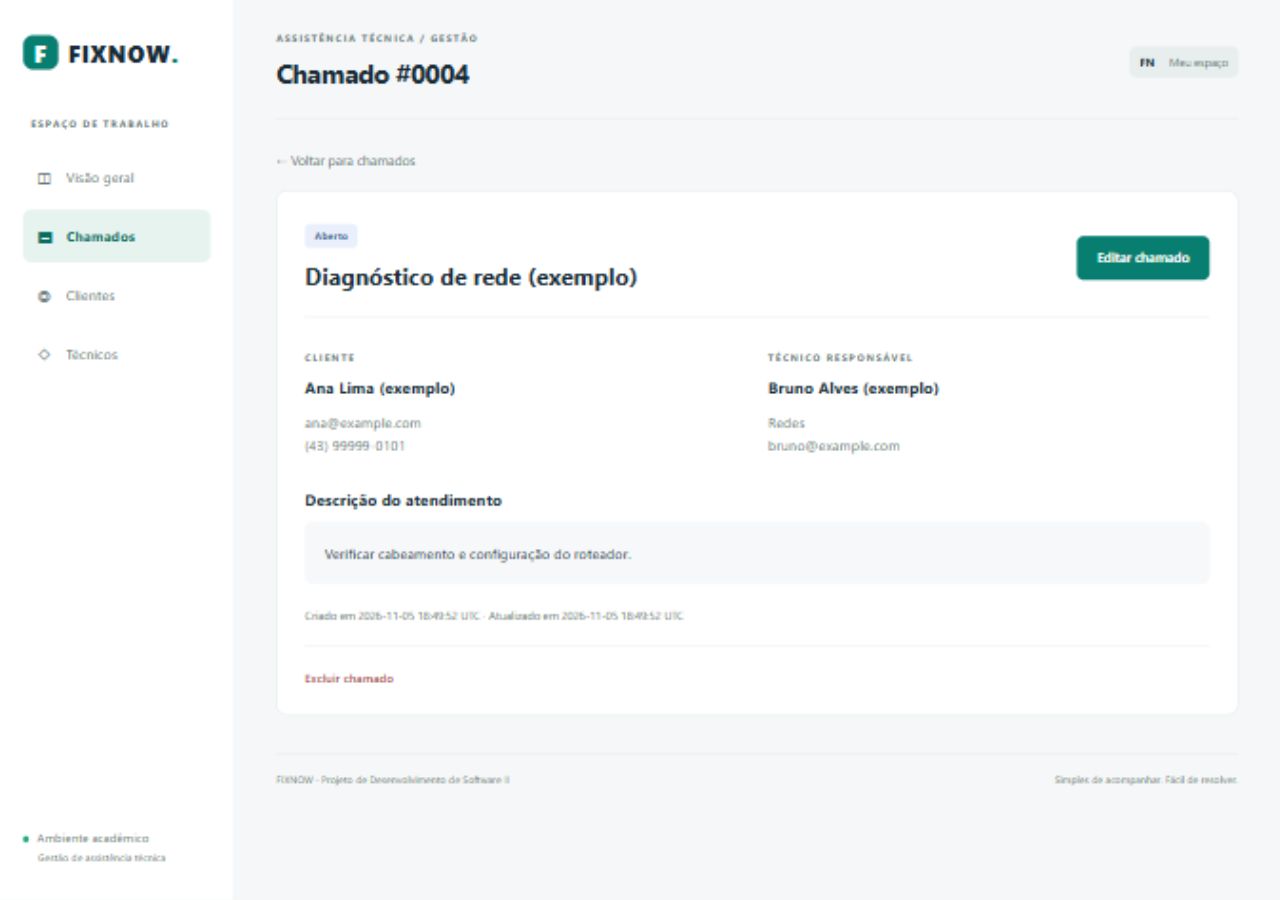 F FIXNOW.
ESPAÇO DE TRABALHO
Visão geral
Chamados
Clientes
Técnicos
Ambiente acadêmico
Gestão de assistência técnica
ASSISTÊNCIA TÉCNICA / GESTÃO
Chamado #0004
FN Meu espaço
← Voltar para chamados
Aberto
Diagnóstico de rede (exemplo)
Editar chamado
CLIENTE
Ana Lima (exemplo)
ana@example.com
(43) 99999-0101
TÉCNICO RESPONSÁVEL
Bruno Alves (exemplo)
Redes
bruno@example.com
Descrição do atendimento
Verificar cabeamento e configuração do roteador.
Criado em 2026-11-05 18:49:52 UTC · Atualizado em 2026-11-05 18:49:52 UTC
Excluir chamado
FIXNOW - Projeto de Desenvolvimento de Software II
Simples de acompanhar. Fácil de resolver.